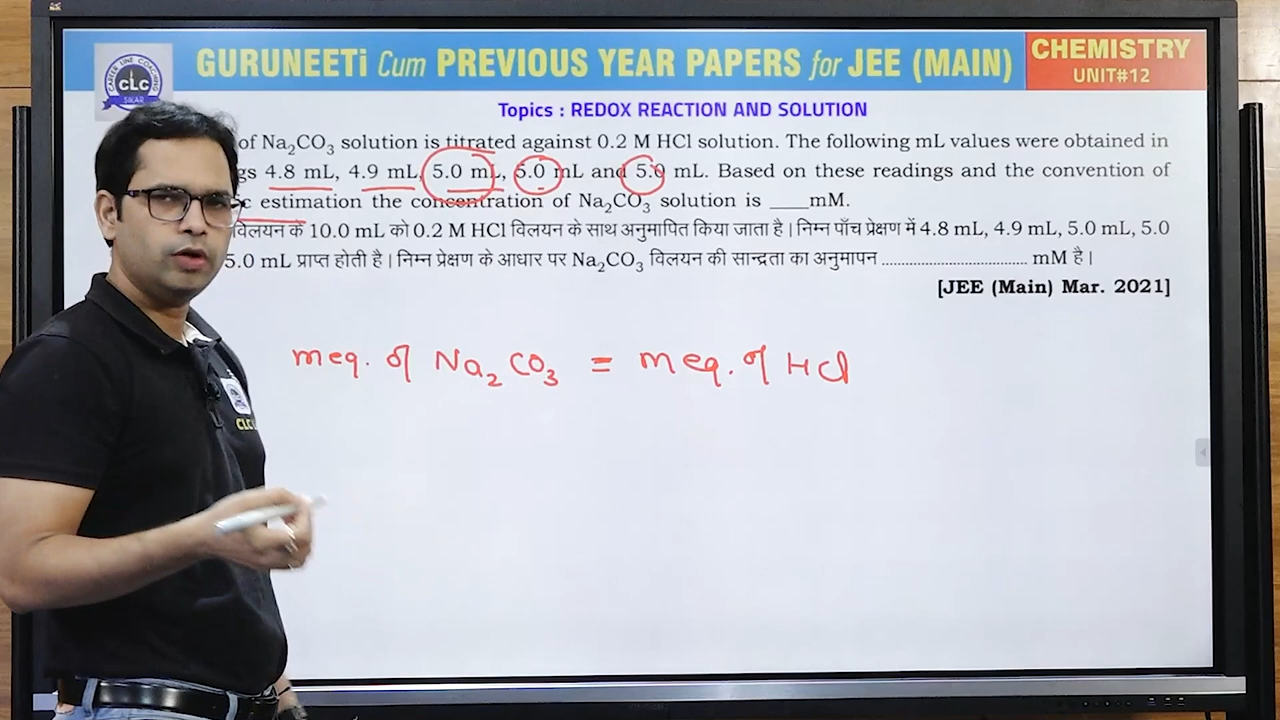 GURUNEETi Cum PREVIOUS YEAR PAPERS for JEE (MAIN)
CHEMISTRY
UNIT#12
CAREER LINE COACHING
CLC
SIKAR
Topics : REDOX REACTION AND SOLUTION
of Na₂CO₃ solution is titrated against 0.2 M HCl solution. The following mL values were obtained in
gs 4.8 mL, 4.9 mL, 5.0 mL, 5.0 mL and 5.0 mL. Based on these readings and the convention of
c estimation the concentration of Na₂CO₃ solution is ____mM.
विलयन के 10.0 mL को 0.2 M HCl विलयन के साथ अनुमापित किया जाता है। निम्न पाँच प्रेक्षण में 4.8 mL, 4.9 mL, 5.0 mL, 5.0
5.0 mL प्राप्त होती है। निम्न प्रेक्षण के आधार पर Na₂CO₃ विलयन की सान्द्रता का अनुमापन .................................. mM है।
[JEE (Main) Mar. 2021]
meq. of Na₂CO₃ = meq. of HCl
CLC